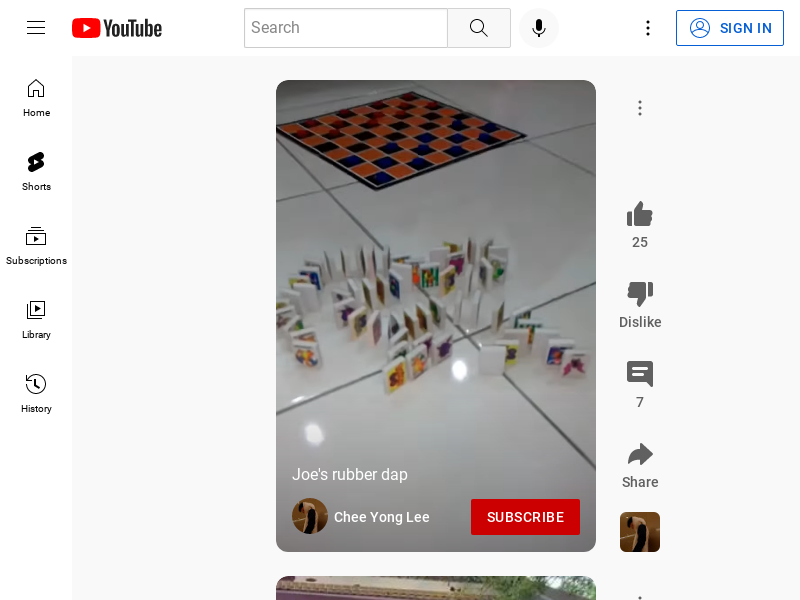 YouTube
Search
SIGN IN
Home
Shorts
Subscriptions
Library
History
25
Dislike
7
Share
Joe's rubber dap
Chee Yong Lee
SUBSCRIBE